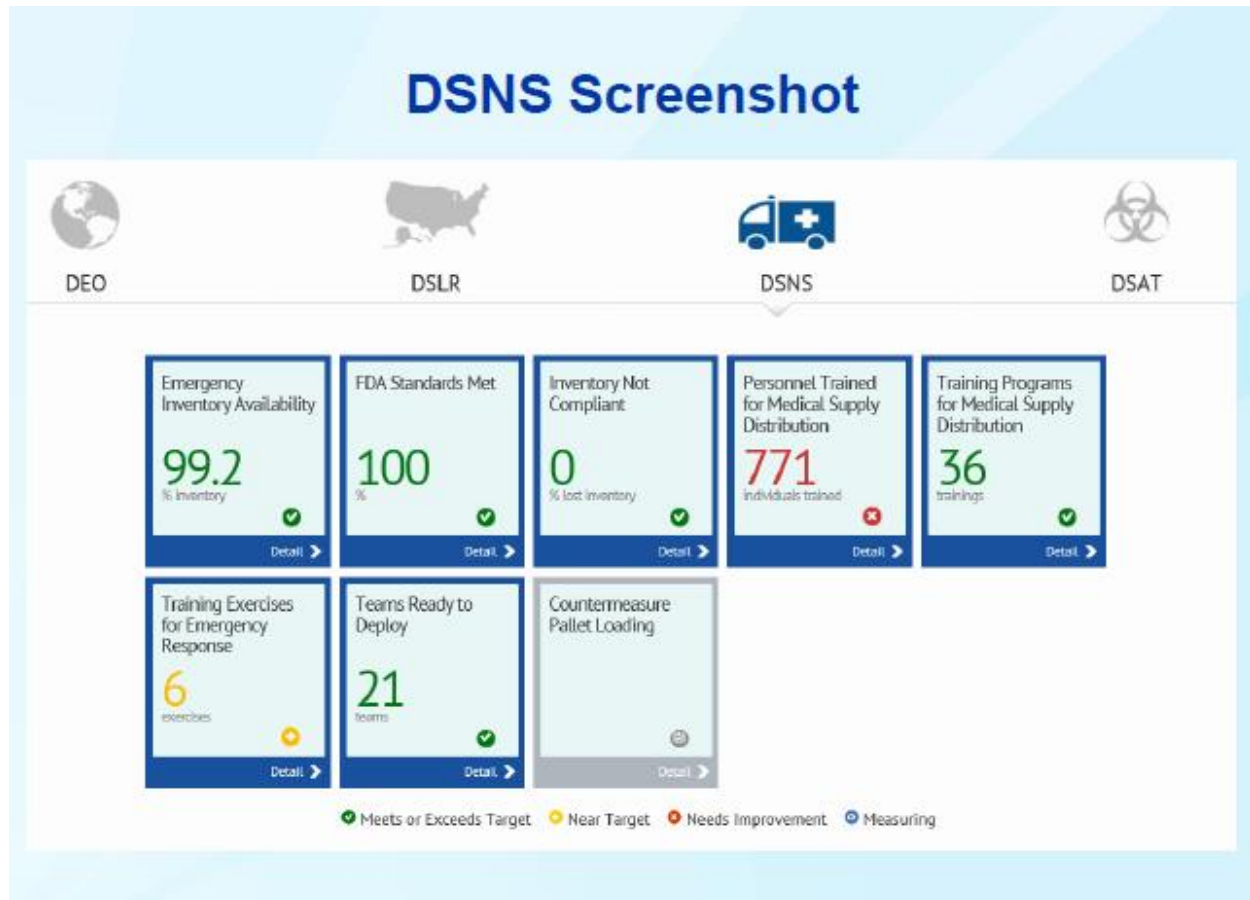 DSNS Screenshot
DEO
DSLR
DSNS
DSAT
Emergency
Inventory Availability
99.2
% inventory
Detail
FDA Standards Met
100
%
Detail
Inventory Not
Compliant
0
% lost inventory
Detail
Personnel Trained
for Medical Supply
Distribution
771
individuals trained
Detail
Training Programs
for Medical Supply
Distribution
36
trainings
Detail
Training Exercises
for Emergency
Response
6
exercises
Detail
Teams Ready to
Deploy
21
teams
Detail
Countermeasure
Pallet Loading
Detail
Meets or Exceeds Target
Near Target
Needs Improvement
Measuring